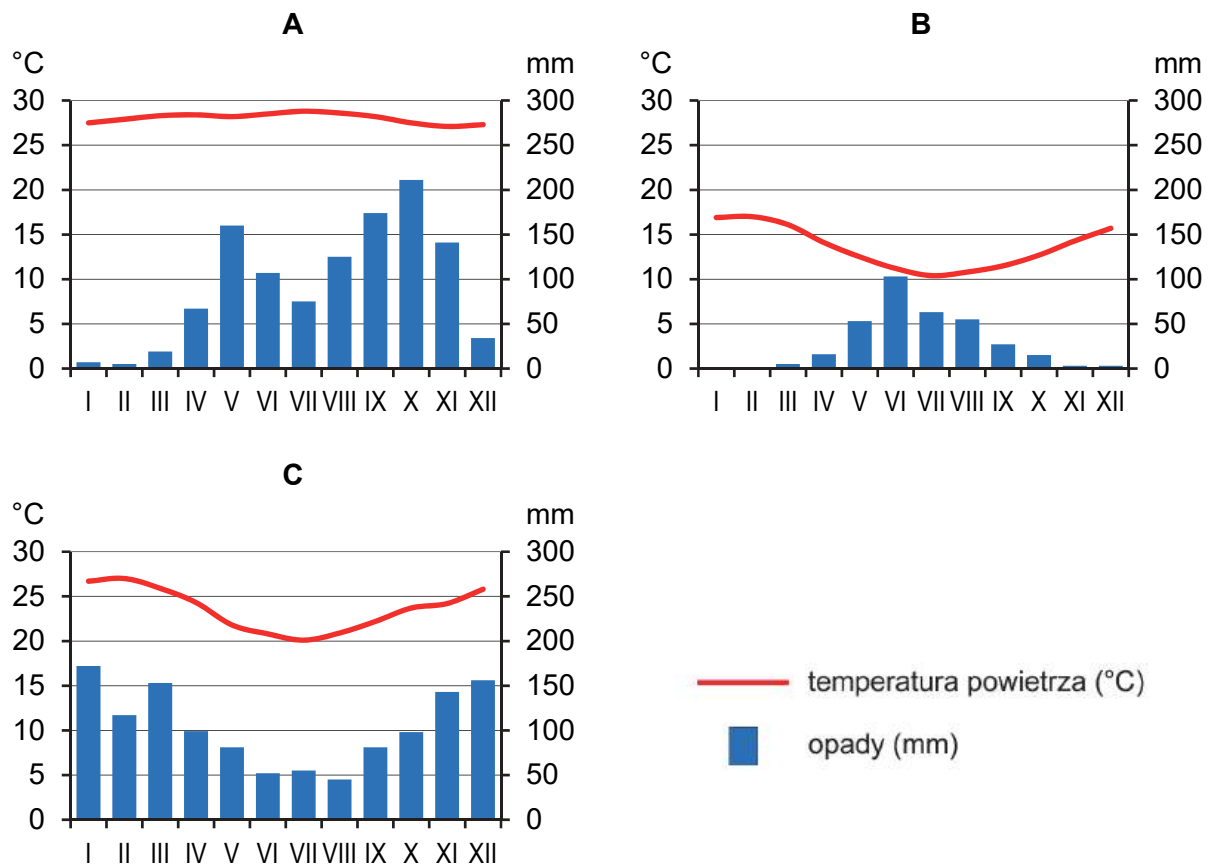 A
°C mm
30 300
25 250
20 200
15 150
10 100
5 50
0 0
I II III IV V VI VII VIII IX X XI XII
B
°C mm
30 300
25 250
20 200
15 150
10 100
5 50
0 0
I II III IV V VI VII VIII IX X XI XII
C
°C mm
30 300
25 250
20 200
15 150
10 100
5 50
0 0
I II III IV V VI VII VIII IX X XI XII
temperatura powietrza (°C)
opady (mm)